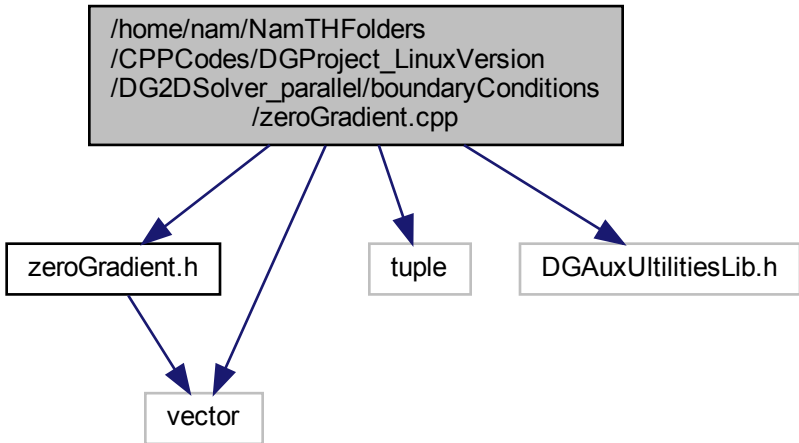 /home/nam/NamTHFolders
/CPPCodes/DGProject_LinuxVersion
/DG2DSolver_parallel/boundaryConditions
/zeroGradient.cpp
zeroGradient.h
tuple
DGAuxUltilitiesLib.h
vector